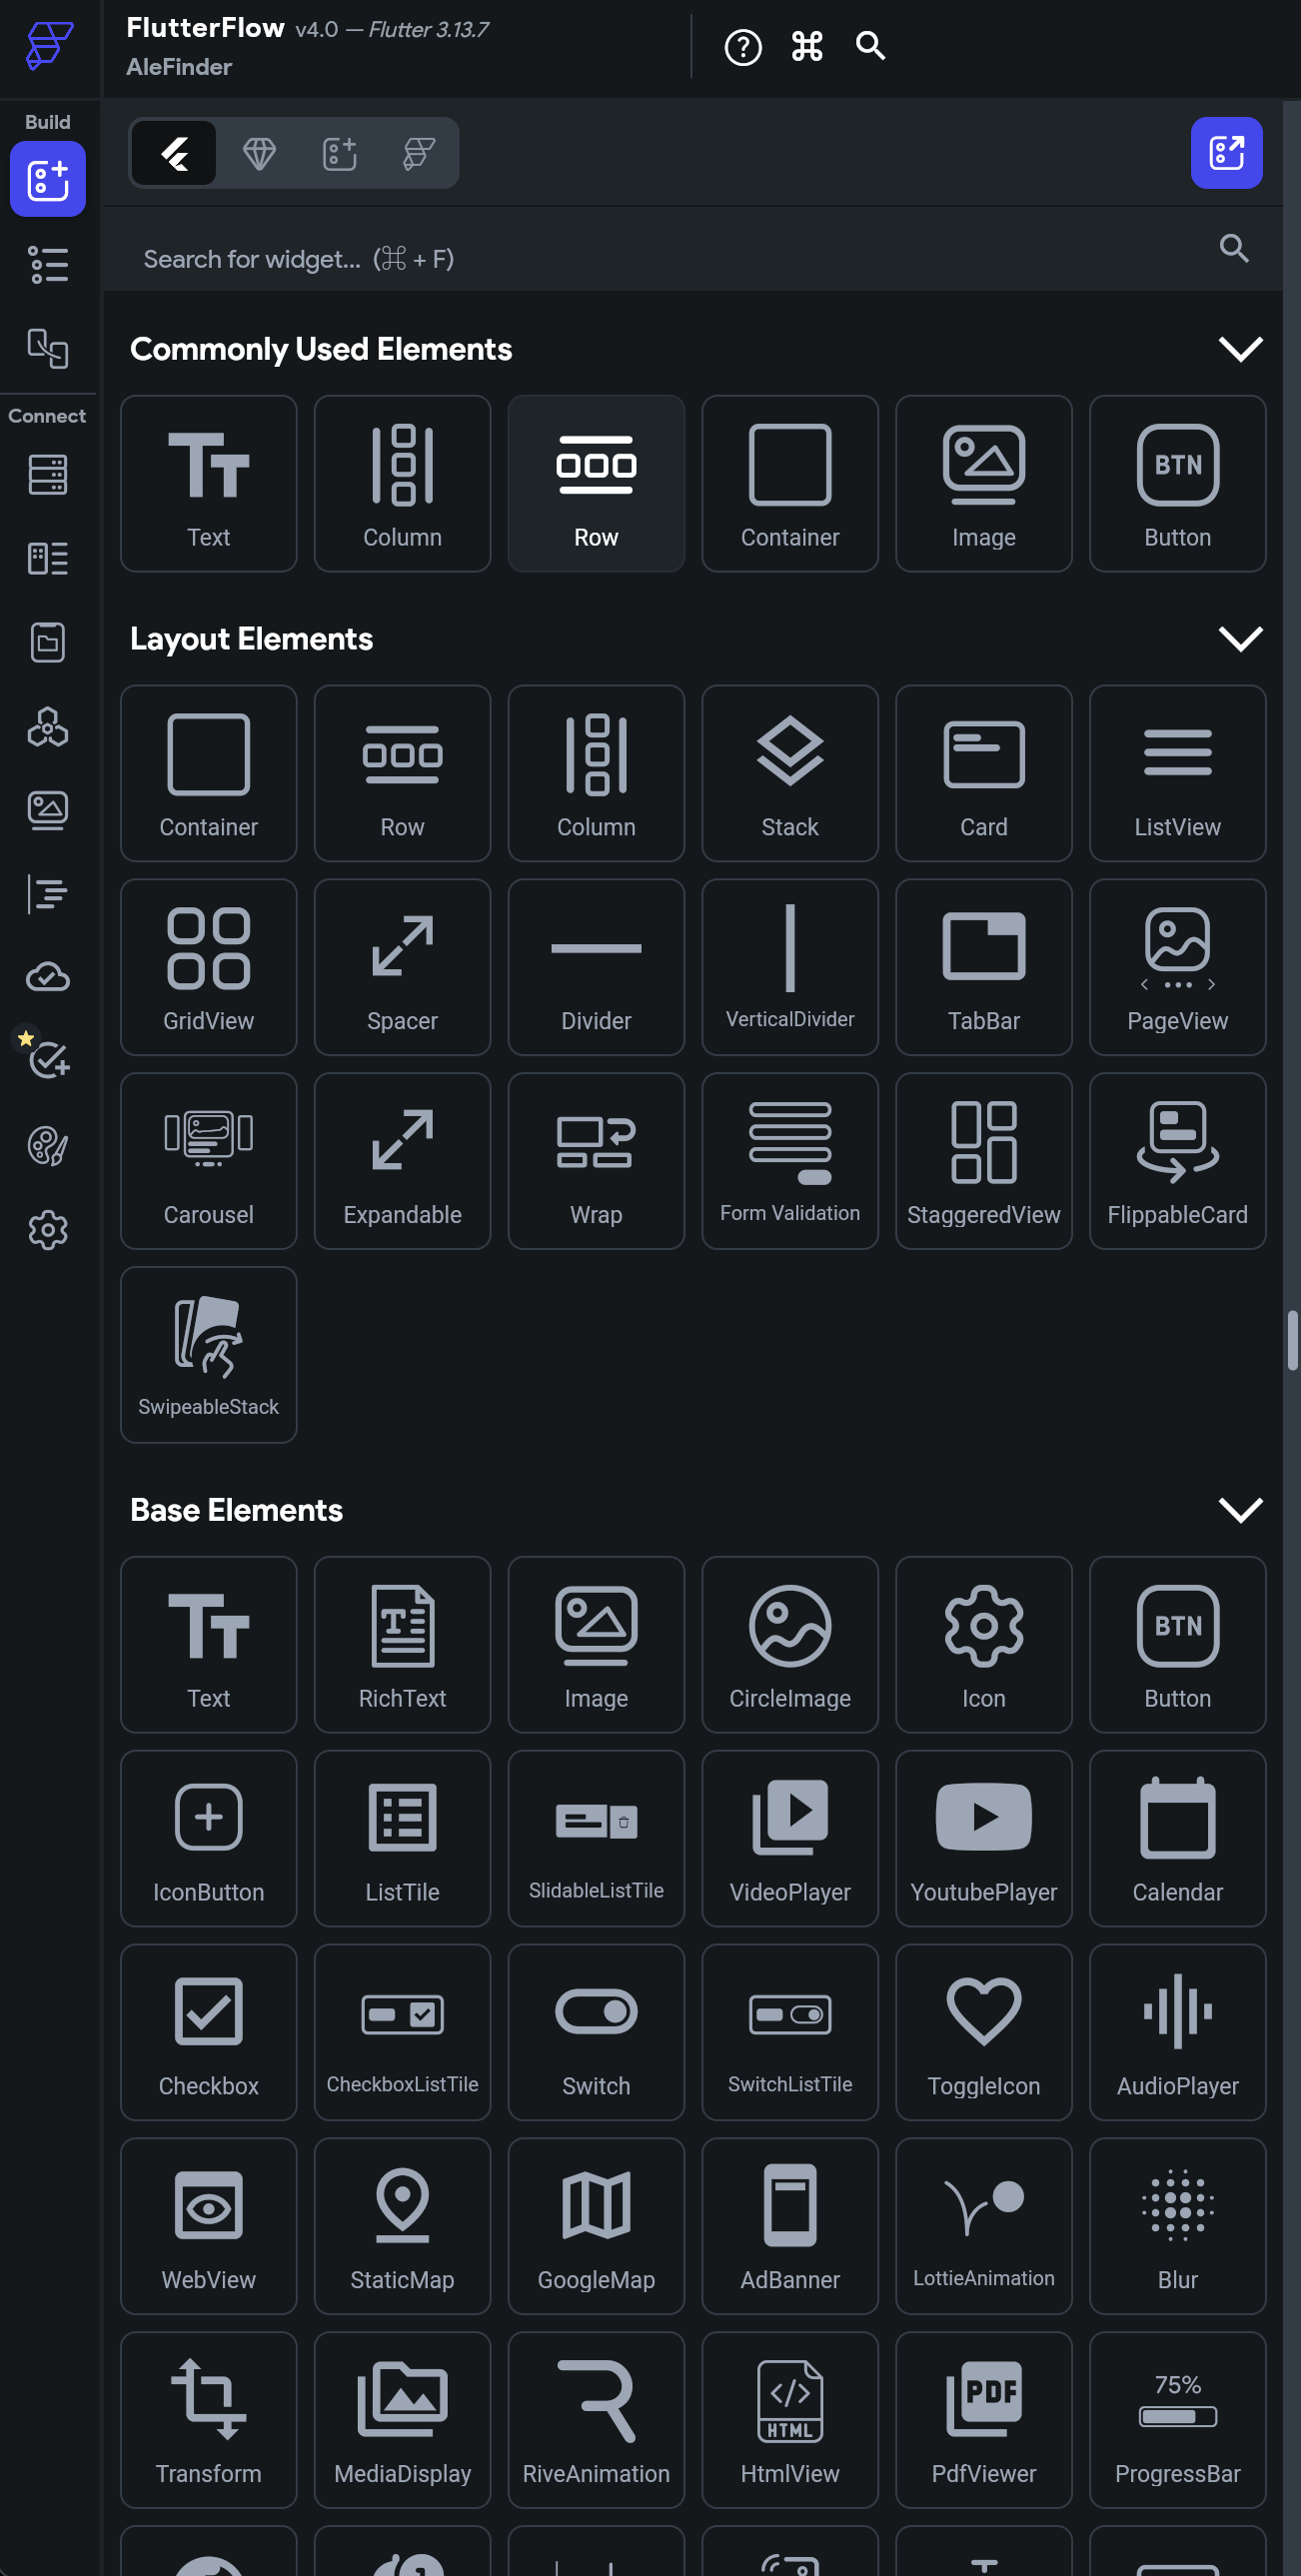 FlutterFlow v4.0 — Flutter 3.13.7
AleFinder
Build
Search for widget... (⌘ + F)
Commonly Used Elements
Connect
BTN
Text Column Row Container Image Button
Layout Elements
Container Row Column Stack Card ListView
GridView Spacer Divider VerticalDivider TabBar PageView
Carousel Expandable Wrap Form Validation StaggeredView FlippableCard
SwipeableStack
Base Elements
BTN
Text RichText Image CircleImage Icon Button
IconButton ListTile SlidableListTile VideoPlayer YoutubePlayer Calendar
Checkbox CheckboxListTile Switch SwitchListTile ToggleIcon AudioPlayer
WebView StaticMap GoogleMap AdBanner LottieAnimation Blur
HTML PDF 75%
Transform MediaDisplay RiveAnimation HtmlView PdfViewer ProgressBar